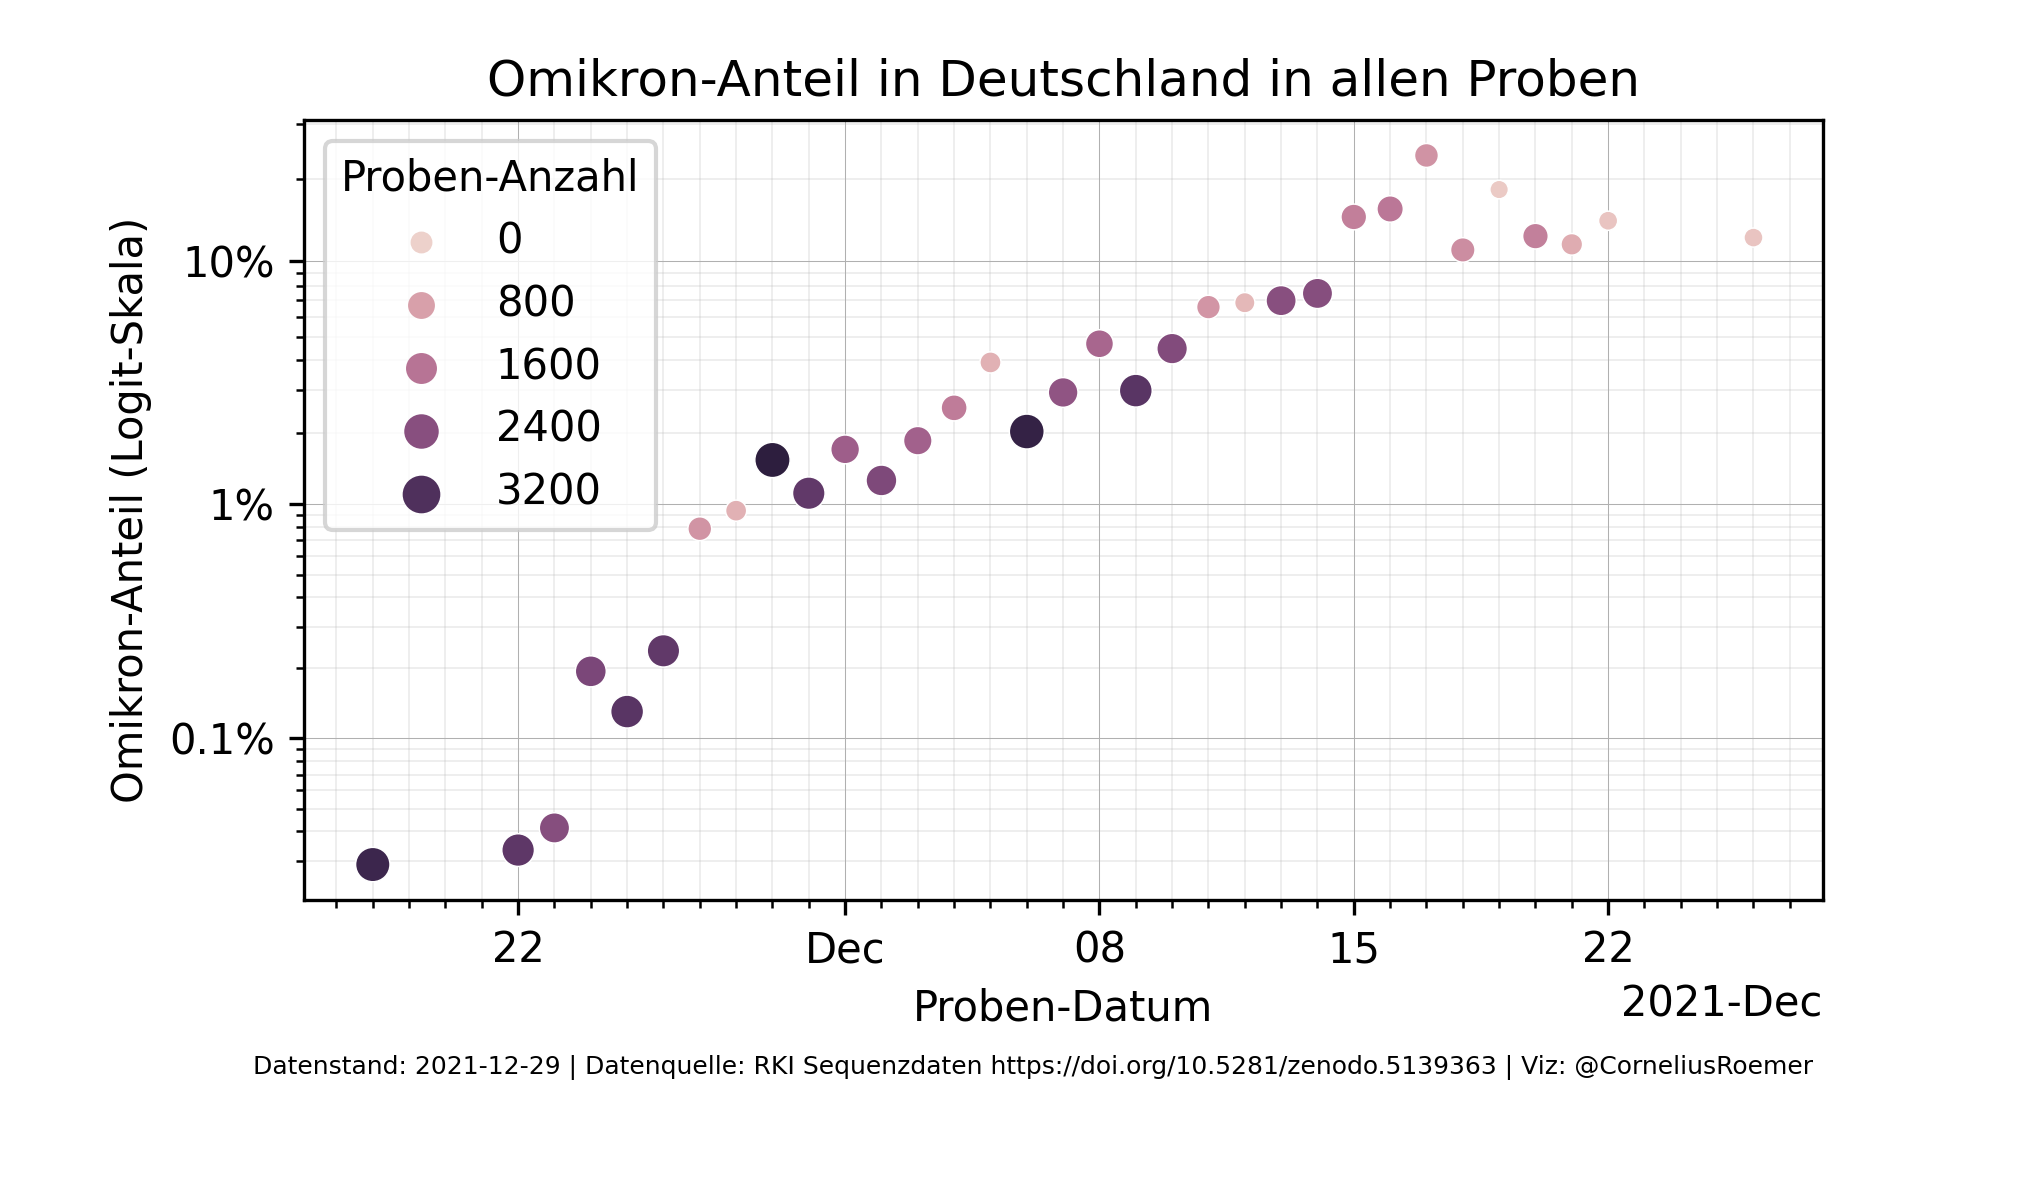 Omikron-Anteil in Deutschland in allen Proben
Omikron-Anteil (Logit-Skala)
10%
1%
0.1%
Proben-Anzahl
0
800
1600
2400
3200
22
Dec
08
15
22
Proben-Datum
2021-Dec
Datenstand: 2021-12-29 | Datenquelle: RKI Sequenzdaten https://doi.org/10.5281/zenodo.5139363 | Viz: @CorneliusRoemer